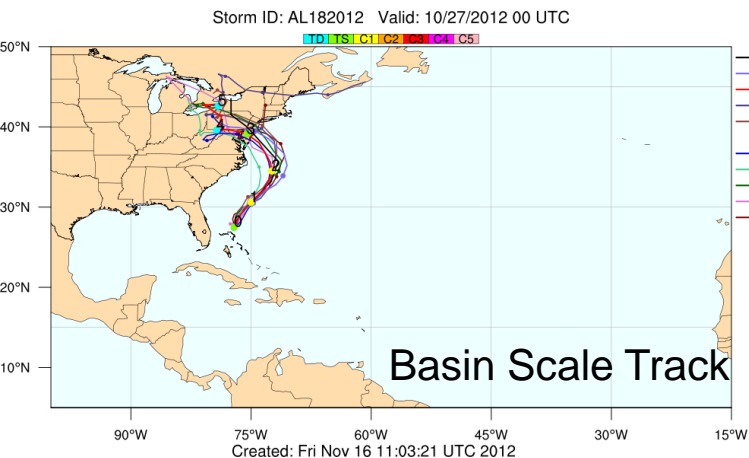 Storm ID: AL182012 Valid: 10/27/2012 00 UTC
TD TS C1 C2 C3 C4 C5
50°N
40°N
30°N
20°N
10°N
Basin Scale Track
90°W 75°W 60°W 45°W 30°W 15°W
Created: Fri Nov 16 11:03:21 UTC 2012